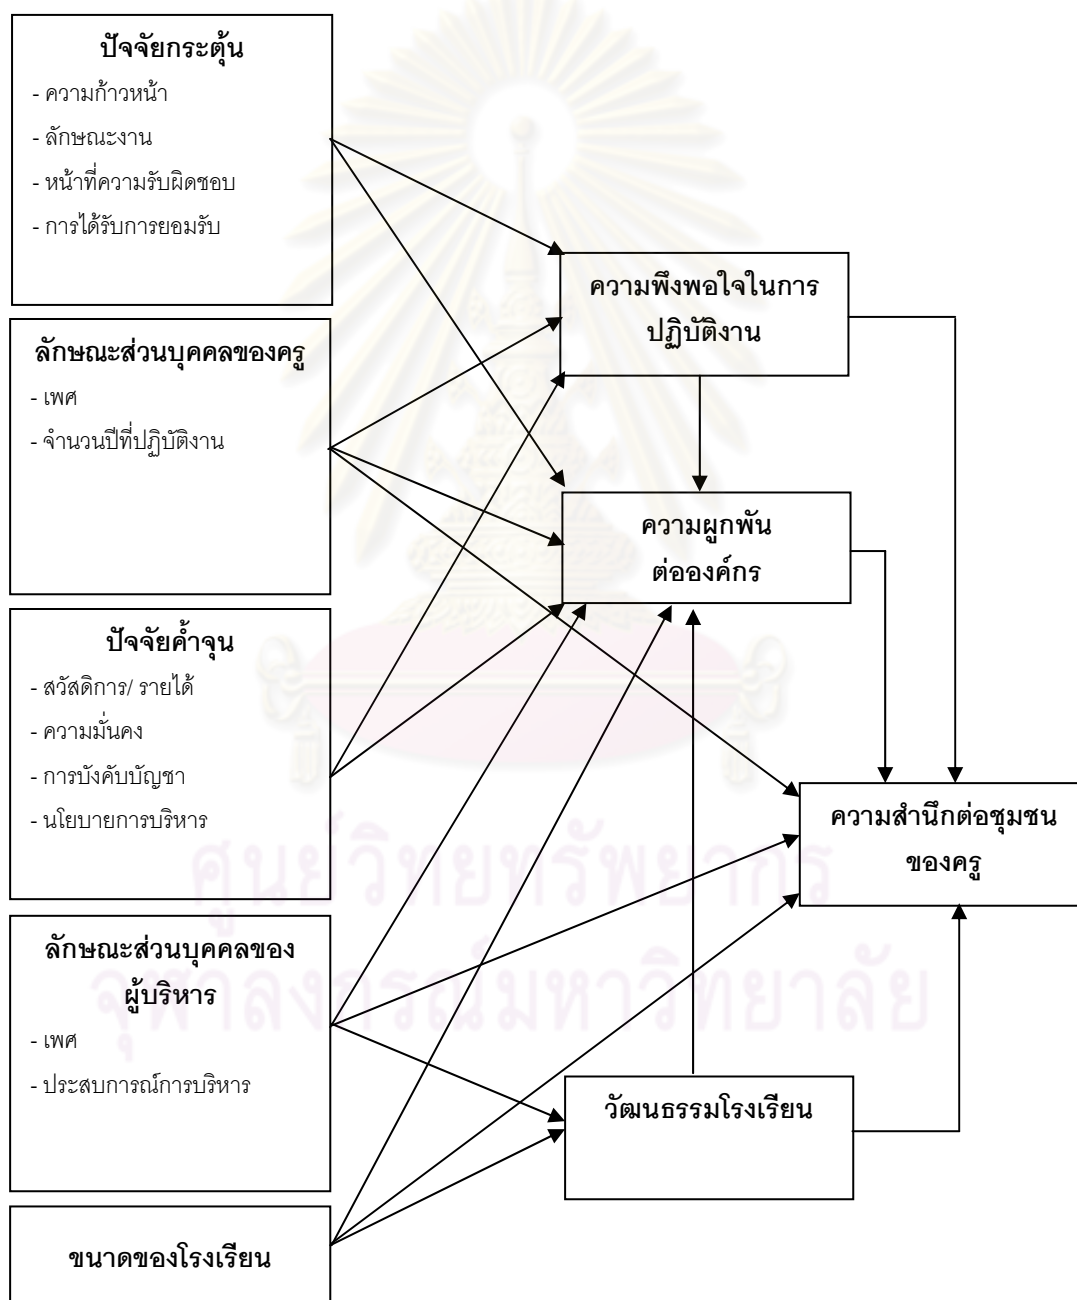 ปัจจัยกระตุ้น
- ความก้าวหน้า
- ลักษณะงาน
- หน้าที่ความรับผิดชอบ
- การได้รับการยอมรับ
ความพึงพอใจในการ
ปฏิบัติงาน
ลักษณะส่วนบุคคลของครู
- เพศ
- จำนวนปีที่ปฏิบัติงาน
ความผูกพัน
ต่อองค์กร
ปัจจัยค้ำจุน
- สวัสดิการ/ รายได้
- ความมั่นคง
- การบังคับบัญชา
- นโยบายการบริหาร
ความสำนึกต่อชุมชน
ของครู
ศูนย์วิทยทรัพยากร
จุฬาลงกรณ์มหาวิทยาลัย
ลักษณะส่วนบุคคลของ
ผู้บริหาร
- เพศ
- ประสบการณ์การบริหาร
วัฒนธรรมโรงเรียน
ขนาดของโรงเรียน